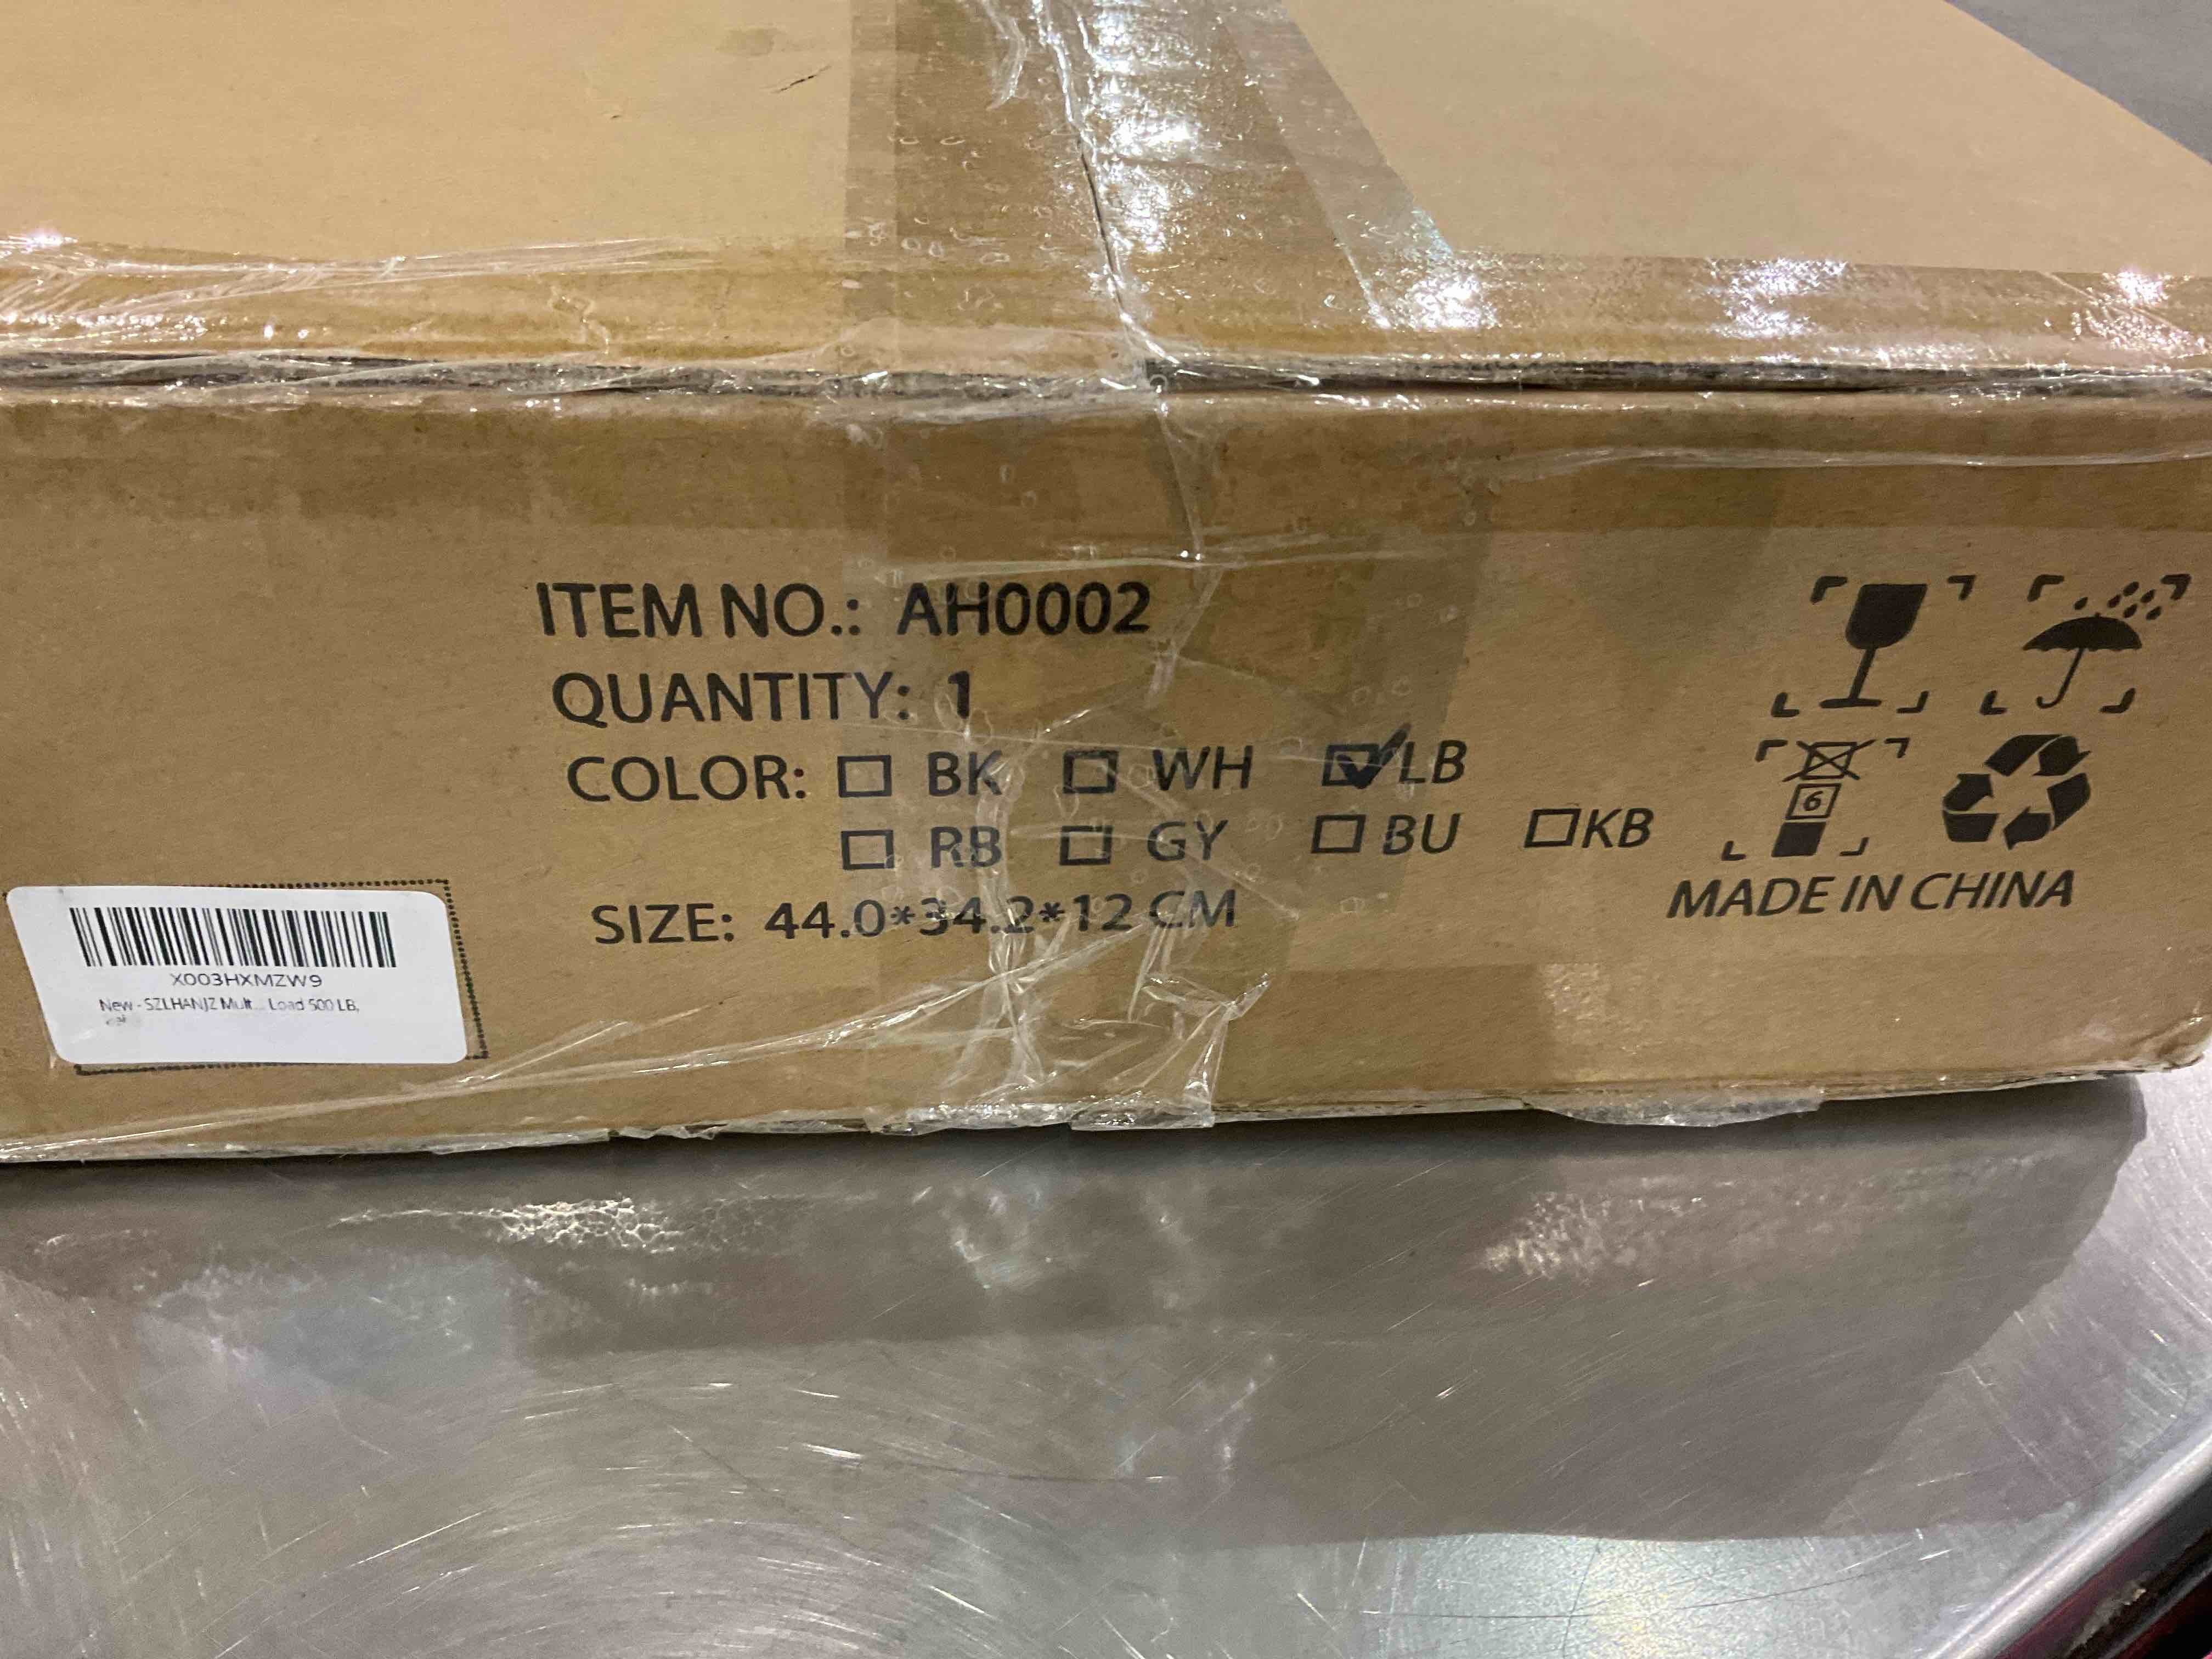 ITEM NO.: AH0002
QUANTITY: 1
COLOR: BK WH LB
RB GY BU KB
SIZE: 44.0*34.2*12 CM
6
MADE IN CHINA
X003HXMZW9
New - SZLHANJZ Mult... Load 500 LB,